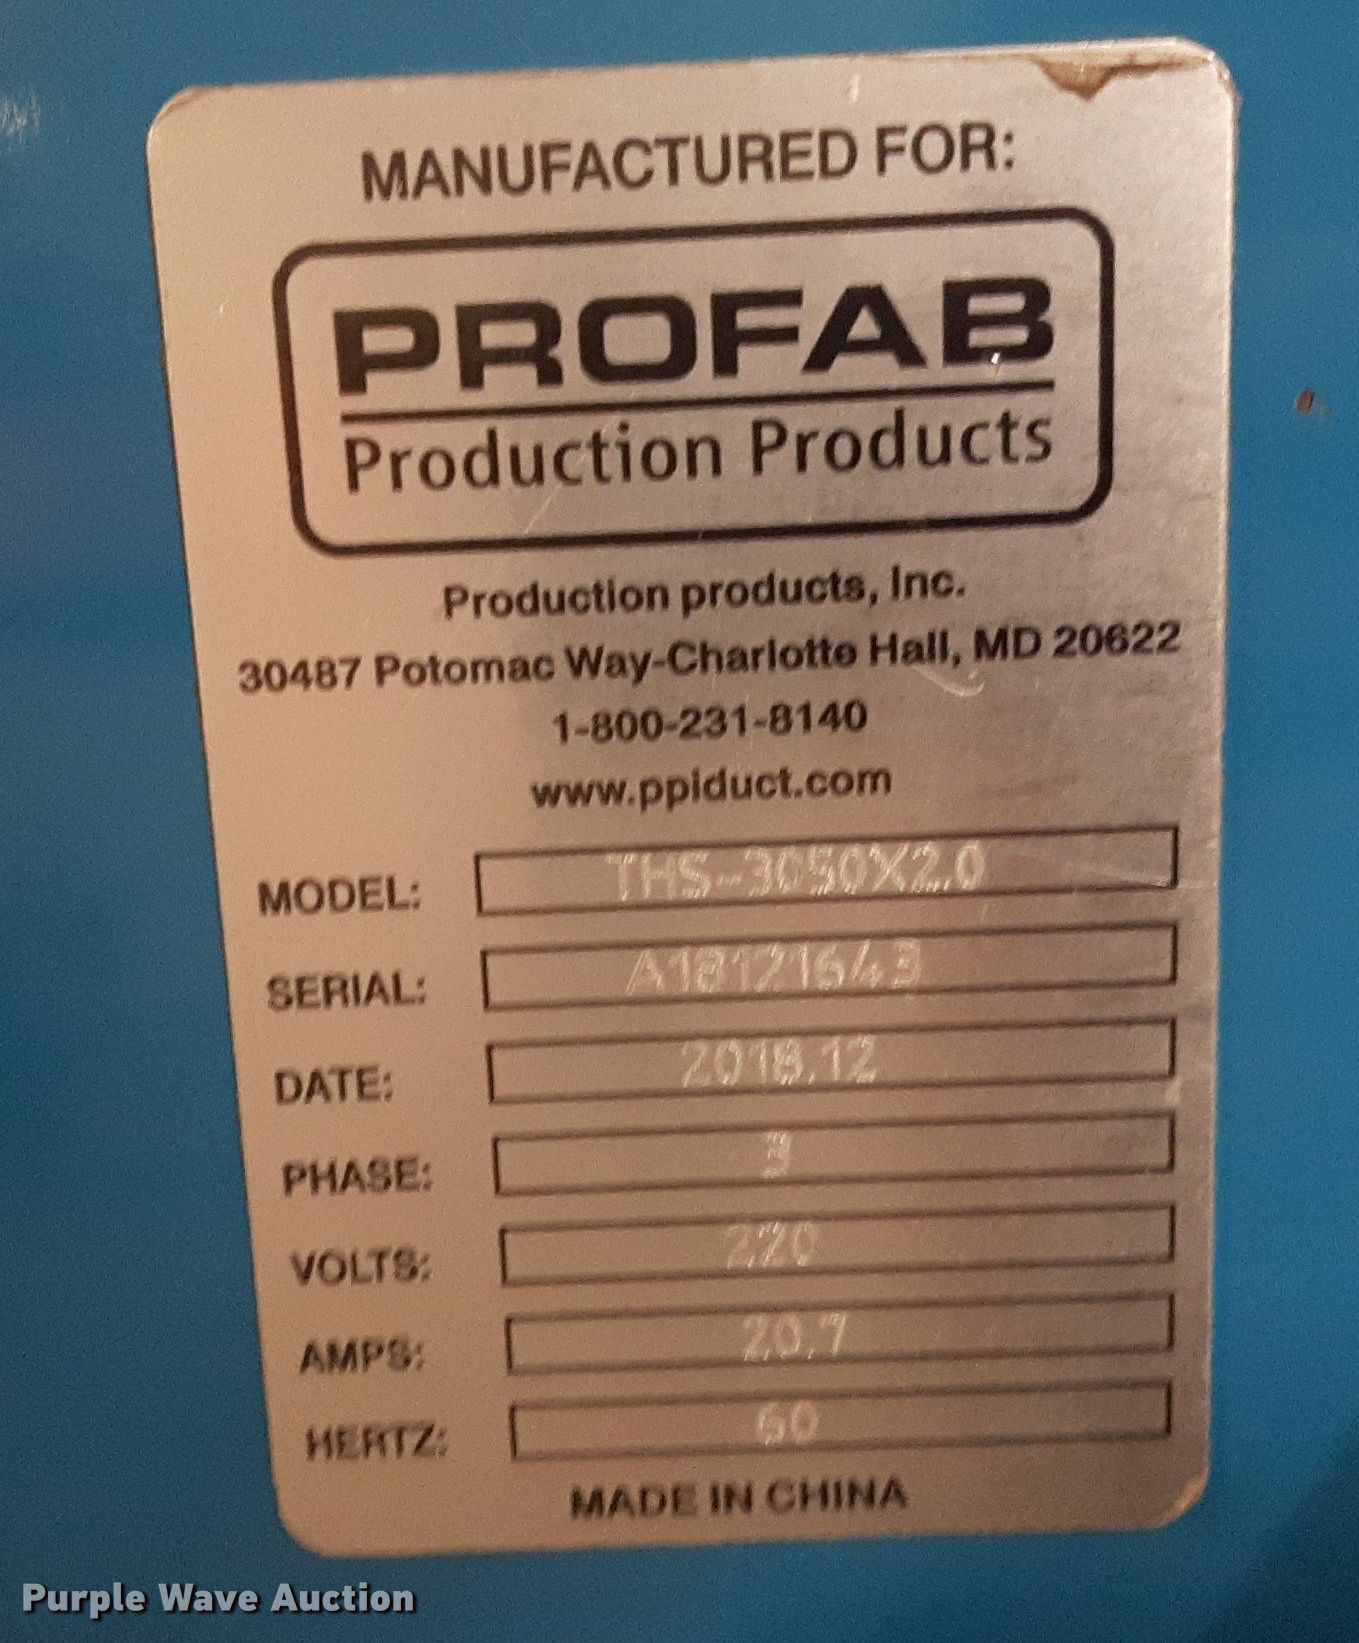 MANUFACTURED FOR:
PROFAB
Production Products
Production products, Inc.
30487 Potomac Way-Charlotte Hall, MD 20622
1-800-231-8140
www.ppiduct.com
MODEL: THS-3050X2.0
SERIAL: A18121643
DATE: 2018.12
PHASE: 3
VOLTS: 220
AMPS: 20.7
HERTZ: 60
MADE IN CHINA
Purple Wave Auction